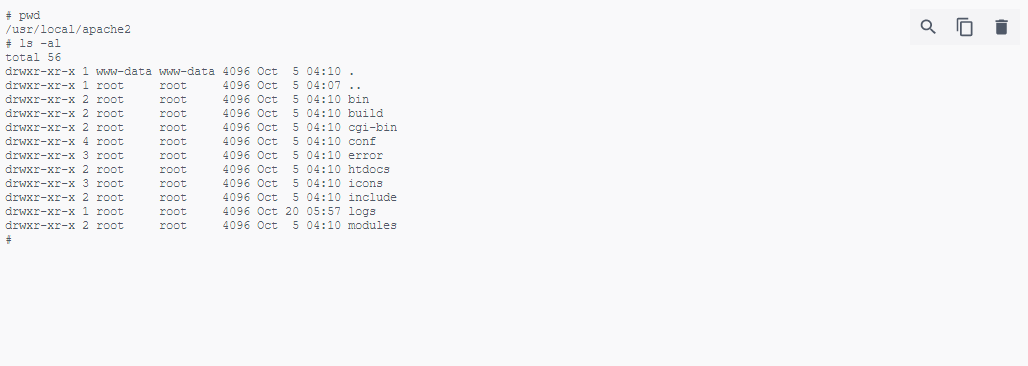 # pwd
/usr/local/apache2
# ls -al
total 56
drwxr-xr-x 1 www-data www-data 4096 Oct  5 04:10 .
drwxr-xr-x 1 root     root     4096 Oct  5 04:07 ..
drwxr-xr-x 2 root     root     4096 Oct  5 04:10 bin
drwxr-xr-x 2 root     root     4096 Oct  5 04:10 build
drwxr-xr-x 2 root     root     4096 Oct  5 04:10 cgi-bin
drwxr-xr-x 4 root     root     4096 Oct  5 04:10 conf
drwxr-xr-x 3 root     root     4096 Oct  5 04:10 error
drwxr-xr-x 2 root     root     4096 Oct  5 04:10 htdocs
drwxr-xr-x 3 root     root     4096 Oct  5 04:10 icons
drwxr-xr-x 2 root     root     4096 Oct  5 04:10 include
drwxr-xr-x 1 root     root     4096 Oct 20 05:57 logs
drwxr-xr-x 2 root     root     4096 Oct  5 04:10 modules
#